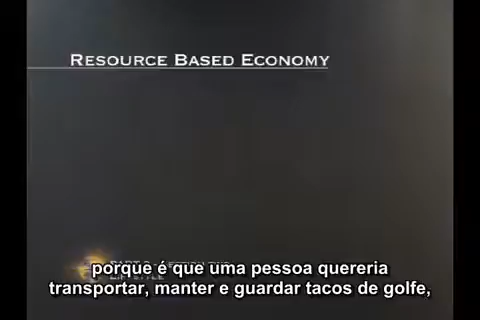 RESOURCE BASED ECONOMY
porque é que uma pessoa quereria
transportar, manter e guardar tacos de golfe,